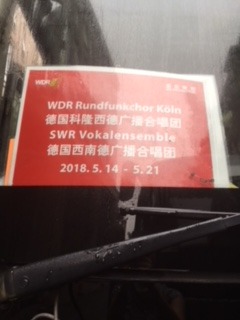 WDR
WDR Rundfunkchor Köln
德国科隆西德广播合唱团
SWR Vokalensemble
德国西南德广播合唱团
2018.5.14 - 5.21